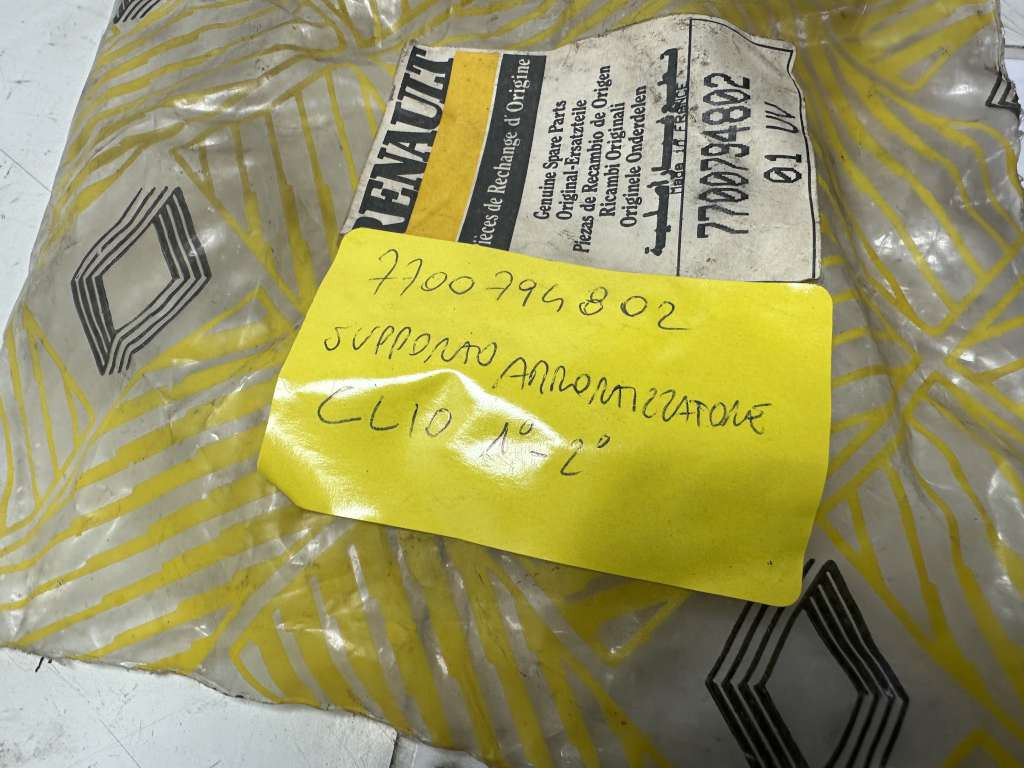 RENAULT
Pièces de Rechange d'Origine
Genuine Spare Parts
Original-Ersatzteile
Piezas de Recambio de Origen
Ricambi Originali
Originele Onderdelen
Made in FRANCE
7700794802
01 UV
7700794802
SUPPORTO AMMORTIZZATORE
CLIO 1° - 2°